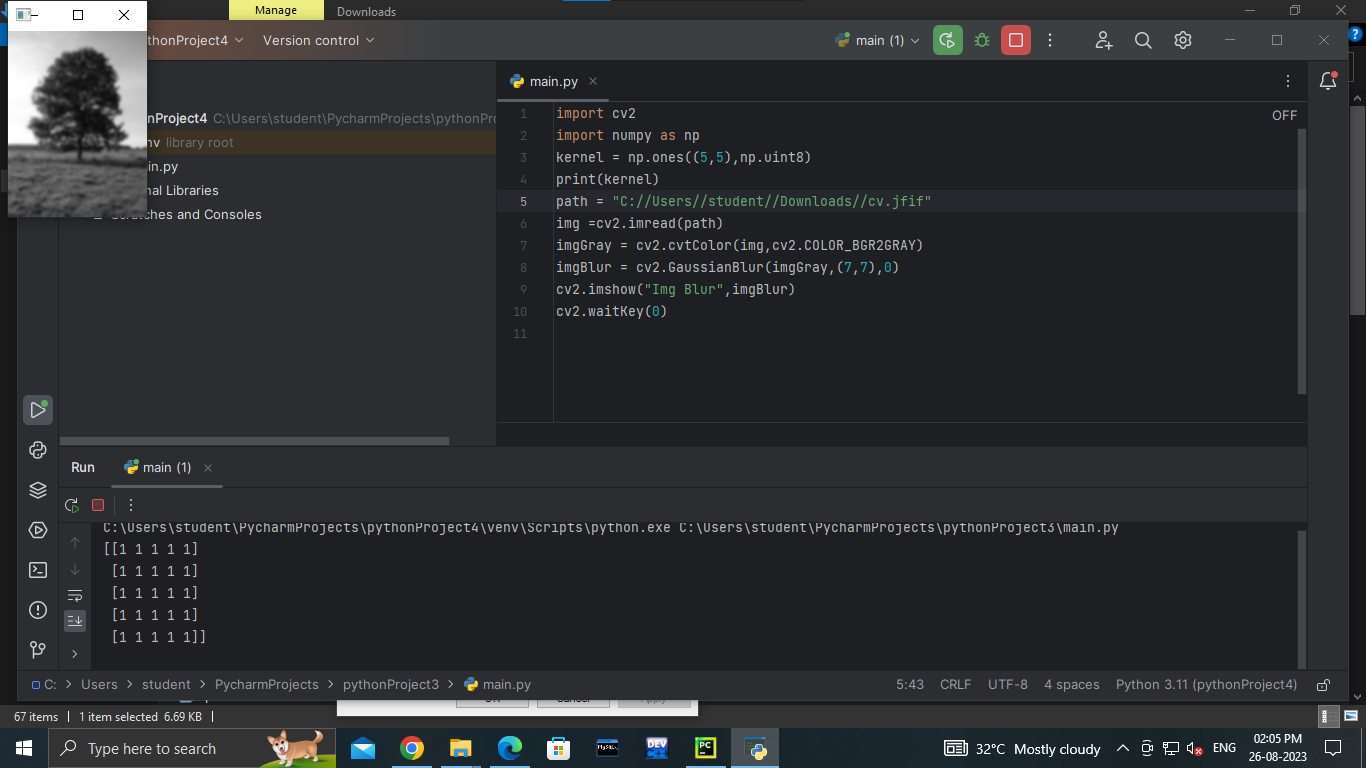 Manage
Downloads
thonProject4
Version control
main (1)
nProject4 C:\Users\student\PycharmProjects\pythonPr
library root
in.py
nal Libraries
Scratches and Consoles
main.py
OFF
1 import cv2
2 import numpy as np
3 kernel = np.ones((5,5),np.uint8)
4 print(kernel)
5 path = "C://Users//student//Downloads//cv.jfif"
6 img =cv2.imread(path)
7 imgGray = cv2.cvtColor(img,cv2.COLOR_BGR2GRAY)
8 imgBlur = cv2.GaussianBlur(imgGray,(7,7),0)
9 cv2.imshow("Img Blur",imgBlur)
10 cv2.waitKey(0)
11
Run
main (1)
C:\Users\student\PycharmProjects\pythonProject4\venv\Scripts\python.exe C:\Users\student\PycharmProjects\pythonProject3\main.py
[[1 1 1 1 1]
[1 1 1 1 1]
[1 1 1 1 1]
[1 1 1 1 1]
[1 1 1 1 1]]
C: > Users > student > PycharmProjects > pythonProject3 > main.py
5:43 CRLF UTF-8 4 spaces Python 3.11 (pythonProject4)
67 items 1 item selected 6.69 KB
Type here to search
MySQL
DEV
PC
32°C Mostly cloudy
ENG
02:05 PM
26-08-2023